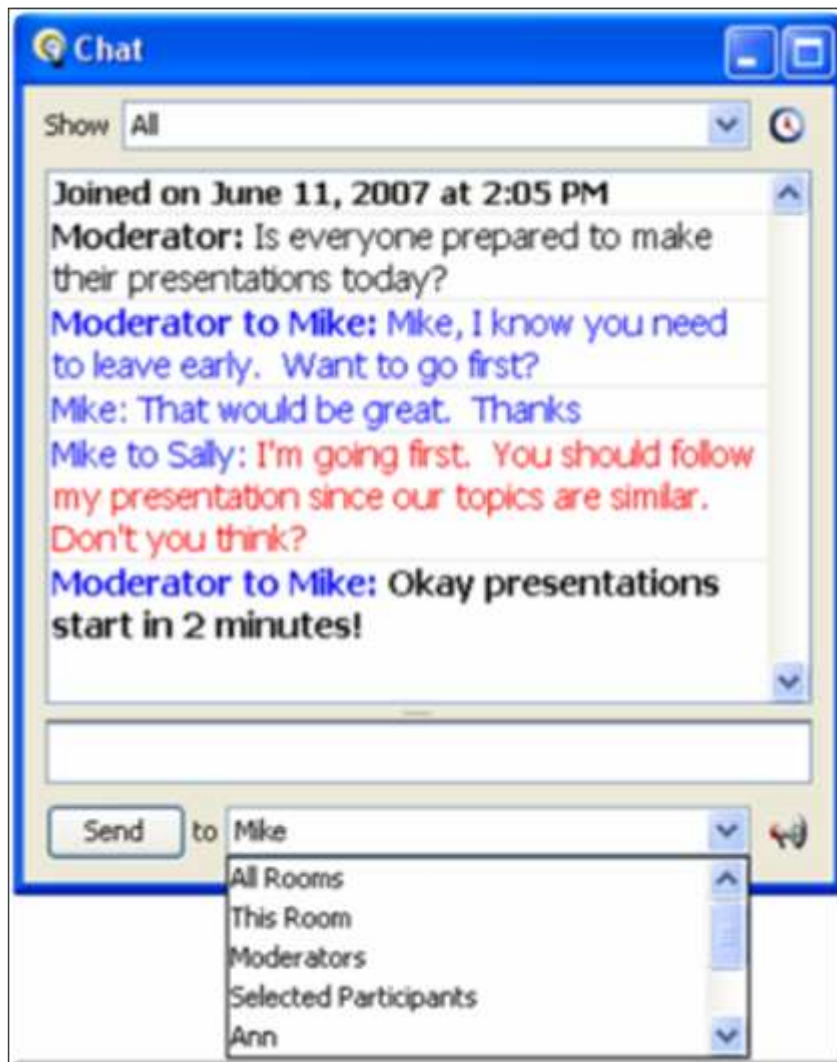 Chat
Show All
Joined on June 11, 2007 at 2:05 PM
Moderator: Is everyone prepared to make
their presentations today?
Moderator to Mike: Mike, I know you need
to leave early.  Want to go first?
Mike: That would be great.  Thanks
Mike to Sally: I'm going first.  You should follow
my presentation since our topics are similar.
Don't you think?
Moderator to Mike: Okay presentations
start in 2 minutes!
Send to Mike
All Rooms
This Room
Moderators
Selected Participants
Ann